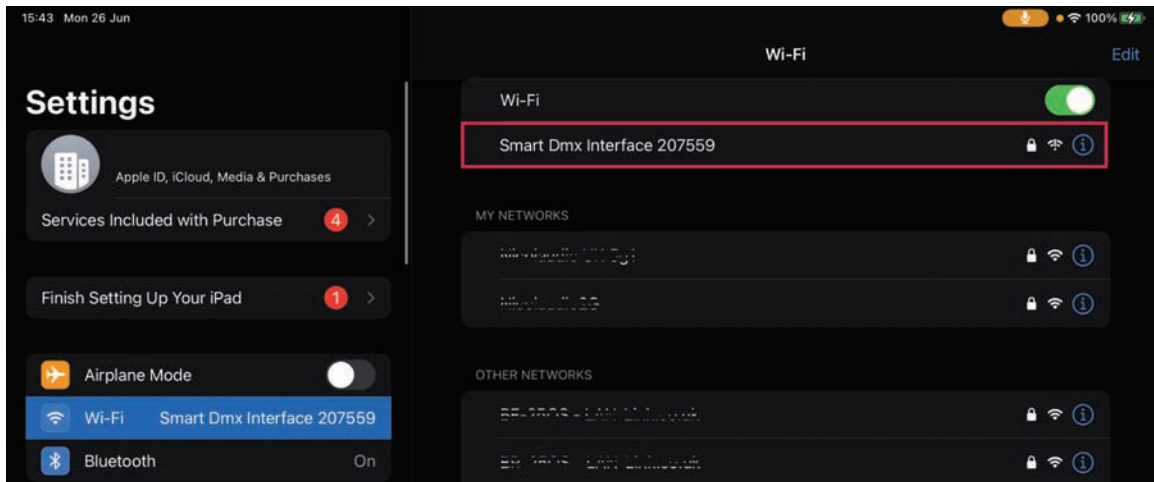 15:43 Mon 26 Jun
100%
Wi-Fi
Edit
Settings
Apple ID, iCloud, Media & Purchases
Services Included with Purchase 4
Finish Setting Up Your iPad 1
Airplane Mode
Wi-Fi Smart Dmx Interface 207559
Bluetooth On
Wi-Fi
Smart Dmx Interface 207559
MY NETWORKS
OTHER NETWORKS